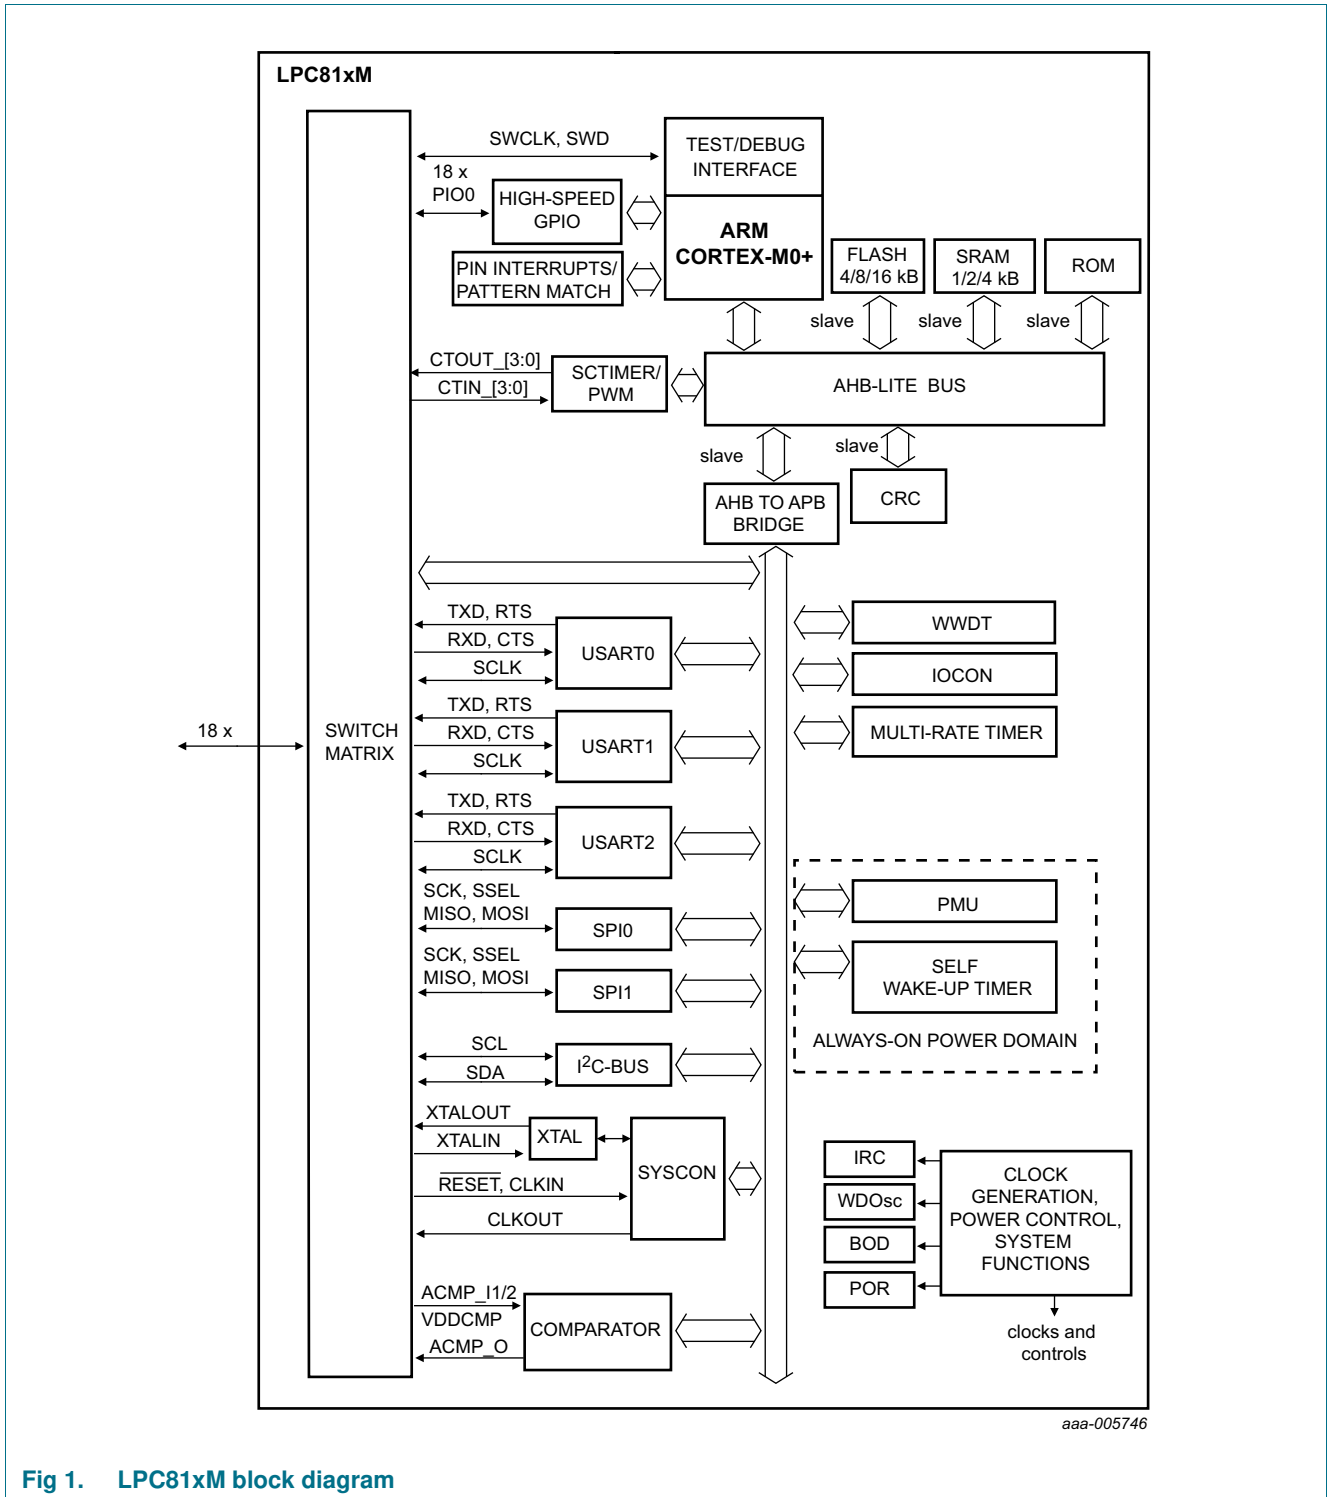 LPC81xM
SWCLK, SWD
TEST/DEBUG
INTERFACE
18 x
PIO0
HIGH-SPEED
GPIO
ARM
CORTEX-M0+
PIN INTERRUPTS/
PATTERN MATCH
FLASH
4/8/16 kB
SRAM
1/2/4 kB
ROM
slave
slave
slave
CTOUT_[3:0]
CTIN_[3:0]
SCTIMER/
PWM
AHB-LITE BUS
slave
slave
AHB TO APB
BRIDGE
CRC
TXD, RTS
RXD, CTS
SCLK
USART0
WWDT
IOCON
18 x
SWITCH
MATRIX
TXD, RTS
RXD, CTS
SCLK
USART1
MULTI-RATE TIMER
TXD, RTS
RXD, CTS
SCLK
USART2
SCK, SSEL
MISO, MOSI
SPI0
PMU
SCK, SSEL
MISO, MOSI
SPI1
SELF
WAKE-UP TIMER
ALWAYS-ON POWER DOMAIN
SCL
SDA
I2C-BUS
XTALOUT
XTALIN
XTAL
RESET, CLKIN
CLKOUT
SYSCON
IRC
WDOsc
BOD
POR
CLOCK
GENERATION,
POWER CONTROL,
SYSTEM
FUNCTIONS
clocks and
controls
ACMP_I1/2
VDDCMP
ACMP_O
COMPARATOR
aaa-005746
Fig 1. LPC81xM block diagram